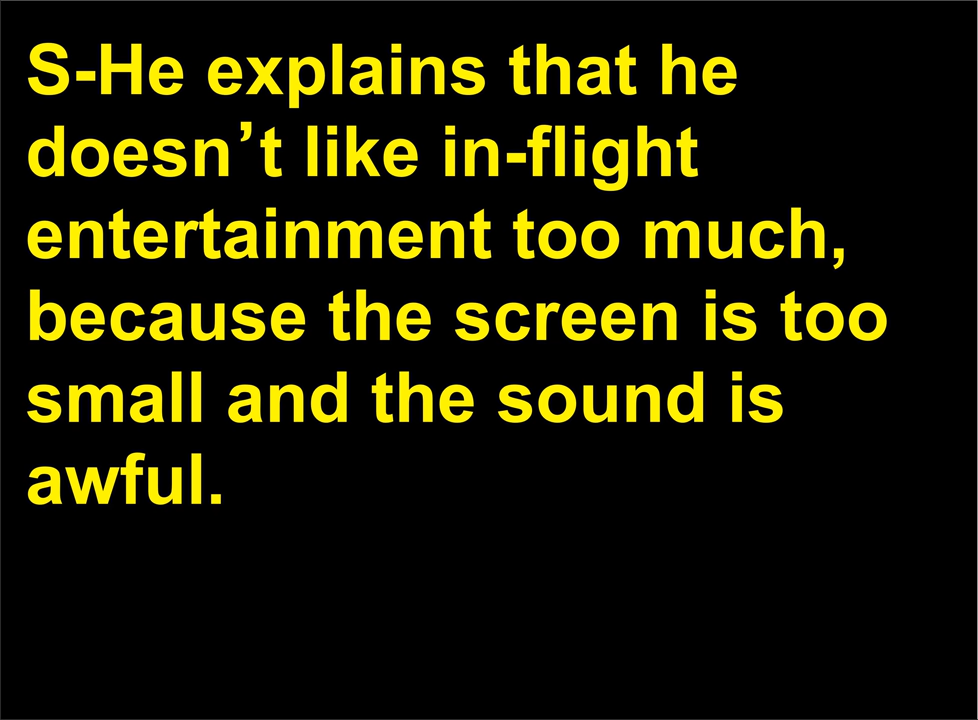 S-He explains that he
doesn’t like in-flight
entertainment too much,
because the screen is too
small and the sound is
awful.